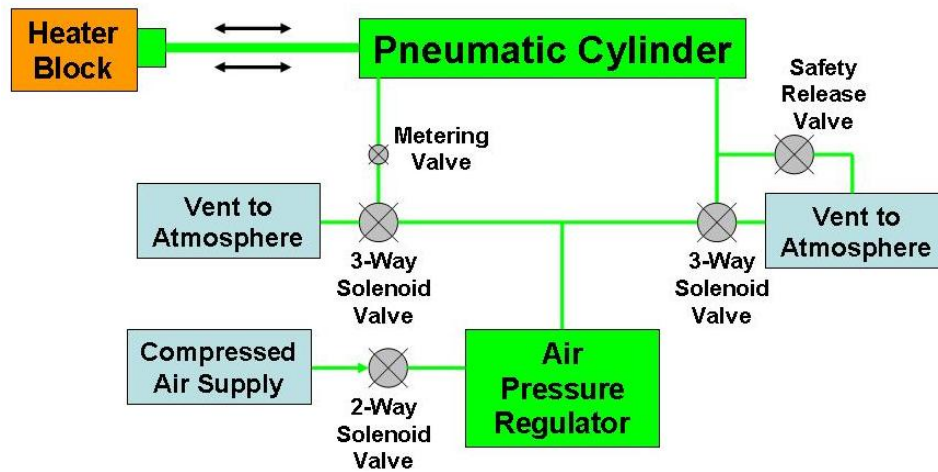 Heater
Block
Pneumatic Cylinder
Safety
Release
Valve
Metering
Valve
Vent to
Atmosphere
3-Way
Solenoid
Valve
3-Way
Solenoid
Valve
Vent to
Atmosphere
Compressed
Air Supply
2-Way
Solenoid
Valve
Air
Pressure
Regulator